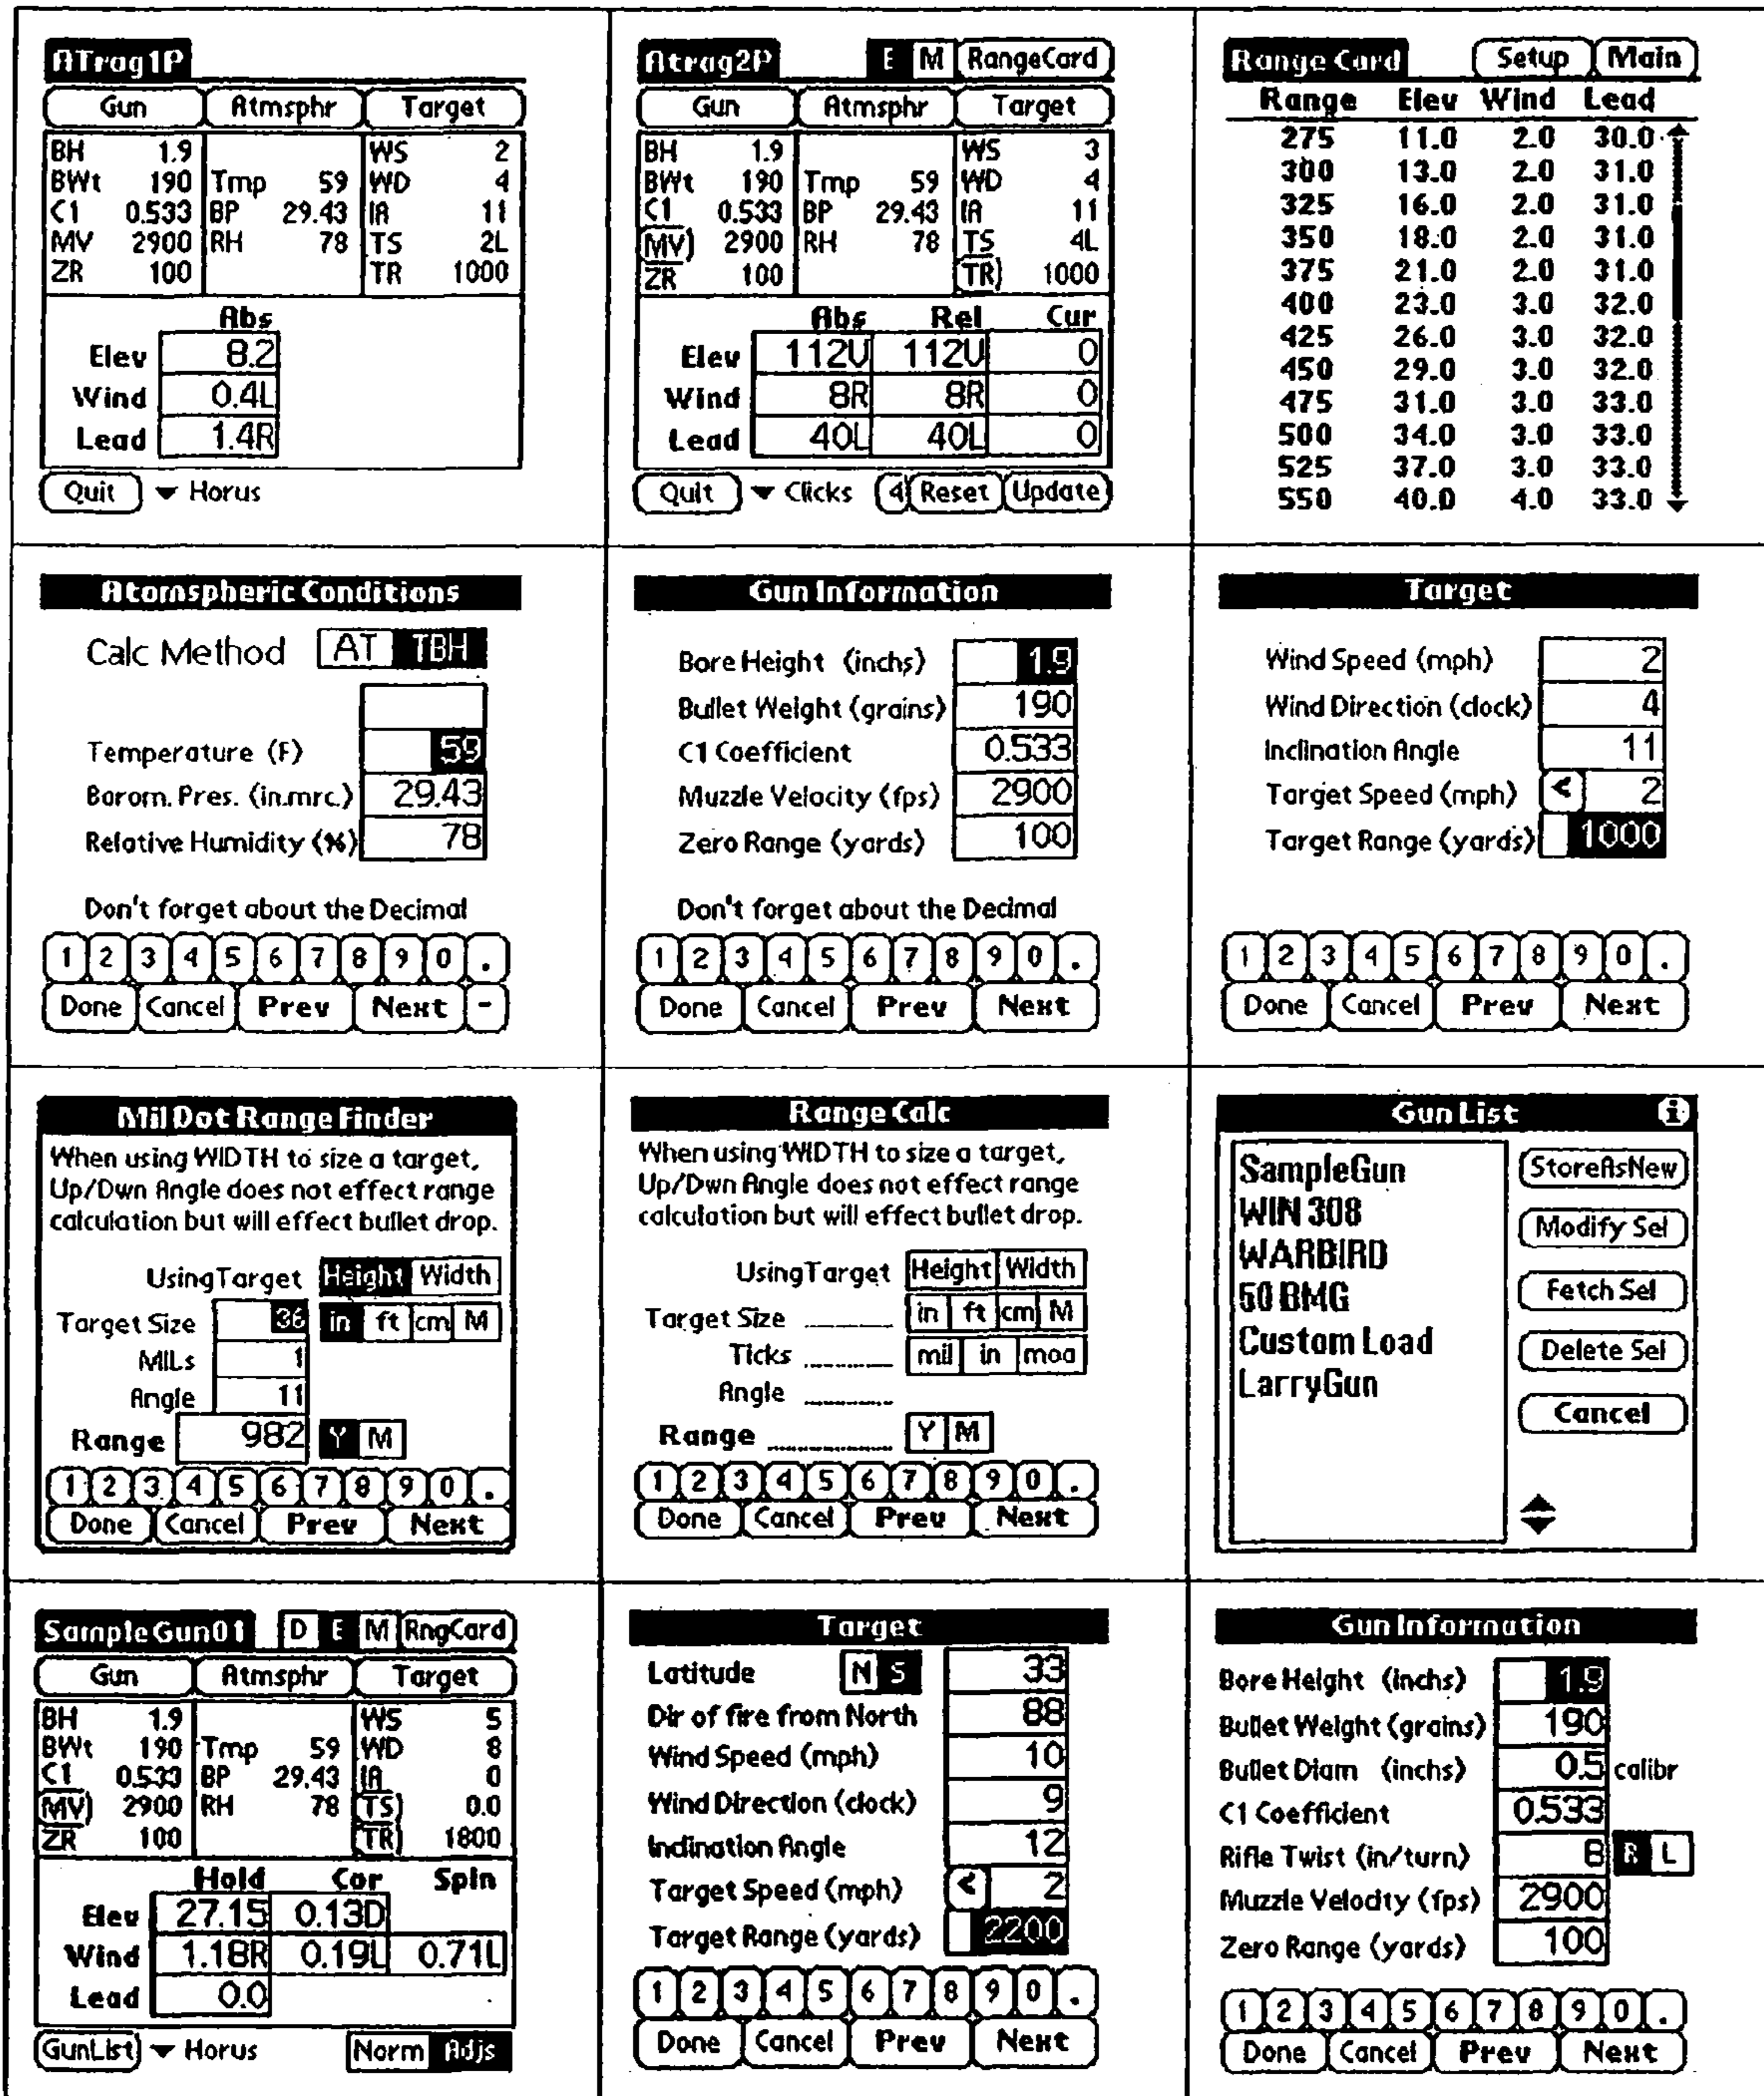 ATrag1P
Gun Atmsphr Target
BH 1.9 WS 2
BWt 190 Tmp 59 WD 4
C1 0.533 BP 29.43 IA 11
MV 2900 RH 78 TS 2L
ZR 100 TR 1000
Abs
Elev 8.2
Wind 0.4L
Lead 1.4R
Quit Horus
Atrag2P E M RangeCard
Gun Atmsphr Target
BH 1.9 WS 3
BWt 190 Tmp 59 WD 4
C1 0.533 BP 29.43 IA 11
MV 2900 RH 78 TS 4L
ZR 100 TR 1000
Abs Rel Cur
Elev 112U 112U 0
Wind 8R 8R 0
Lead 40L 40L 0
Quit Clicks 4 Reset Update
Range Card Setup Main
Range Elev Wind Lead
275 11.0 2.0 30.0
300 13.0 2.0 31.0
325 16.0 2.0 31.0
350 18.0 2.0 31.0
375 21.0 2.0 31.0
400 23.0 3.0 32.0
425 26.0 3.0 32.0
450 29.0 3.0 32.0
475 31.0 3.0 33.0
500 34.0 3.0 33.0
525 37.0 3.0 33.0
550 40.0 4.0 33.0
Atomspheric Conditions
Calc Method AT TBH
Temperature (F) 59
Barom. Pres. (in.mrc.) 29.43
Relative Humidity (%) 78
Don't forget about the Decimal
1 2 3 4 5 6 7 8 9 0 .
Done Cancel Prev Next -
Gun Information
Bore Height (inchs) 1.9
Bullet Weight (grains) 190
C1 Coefficient 0.533
Muzzle Velocity (fps) 2900
Zero Range (yards) 100
Don't forget about the Decimal
1 2 3 4 5 6 7 8 9 0 .
Done Cancel Prev Next
Target
Wind Speed (mph) 2
Wind Direction (clock) 4
Inclination Angle 11
Target Speed (mph) < 2
Target Range (yards) 1000
1 2 3 4 5 6 7 8 9 0 .
Done Cancel Prev Next
Mil Dot Range Finder
When using WIDTH to size a target,
Up/Dwn Angle does not effect range
calculation but will effect bullet drop.
Using Target Height Width
Target Size 36 in ft cm M
MILs 1
Angle 11
Range 982 Y M
1 2 3 4 5 6 7 8 9 0 .
Done Cancel Prev Next
Range Calc
When using WIDTH to size a target,
Up/Dwn Angle does not effect range
calculation but will effect bullet drop.
Using Target Height Width
Target Size in ft cm M
Ticks mil in moa
Angle
Range Y M
1 2 3 4 5 6 7 8 9 0 .
Done Cancel Prev Next
Gun List i
SampleGun StoreAsNew
WIN 308 Modify Sel
WARBIRD
50 BMG Fetch Sel
Custom Load Delete Sel
LarryGun
Cancel
SampleGun01 D E M RngCard
Gun Atmsphr Target
BH 1.9 WS 5
BWt 190 Tmp 59 WD 8
C1 0.533 BP 29.43 IA 0
MV 2900 RH 78 TS 0.0
ZR 100 TR 1800
Hold Cor Spin
Elev 27.15 0.13D
Wind 1.18R 0.19L 0.71L
Lead 0.0
GunList Horus Norm Adjs
Target
Latitude N S 33
Dir of fire from North 88
Wind Speed (mph) 10
Wind Direction (clock) 9
Inclination Angle 12
Target Speed (mph) < 2
Target Range (yards) 2200
1 2 3 4 5 6 7 8 9 0 .
Done Cancel Prev Next
Gun Information
Bore Height (inchs) 1.9
Bullet Weight (grains) 190
Bullet Diam (inchs) 0.5 calibr
C1 Coefficient 0.533
Rifle Twist (in/turn) 8 R L
Muzzle Velocity (fps) 2900
Zero Range (yards) 100
1 2 3 4 5 6 7 8 9 0 .
Done Cancel Prev Next